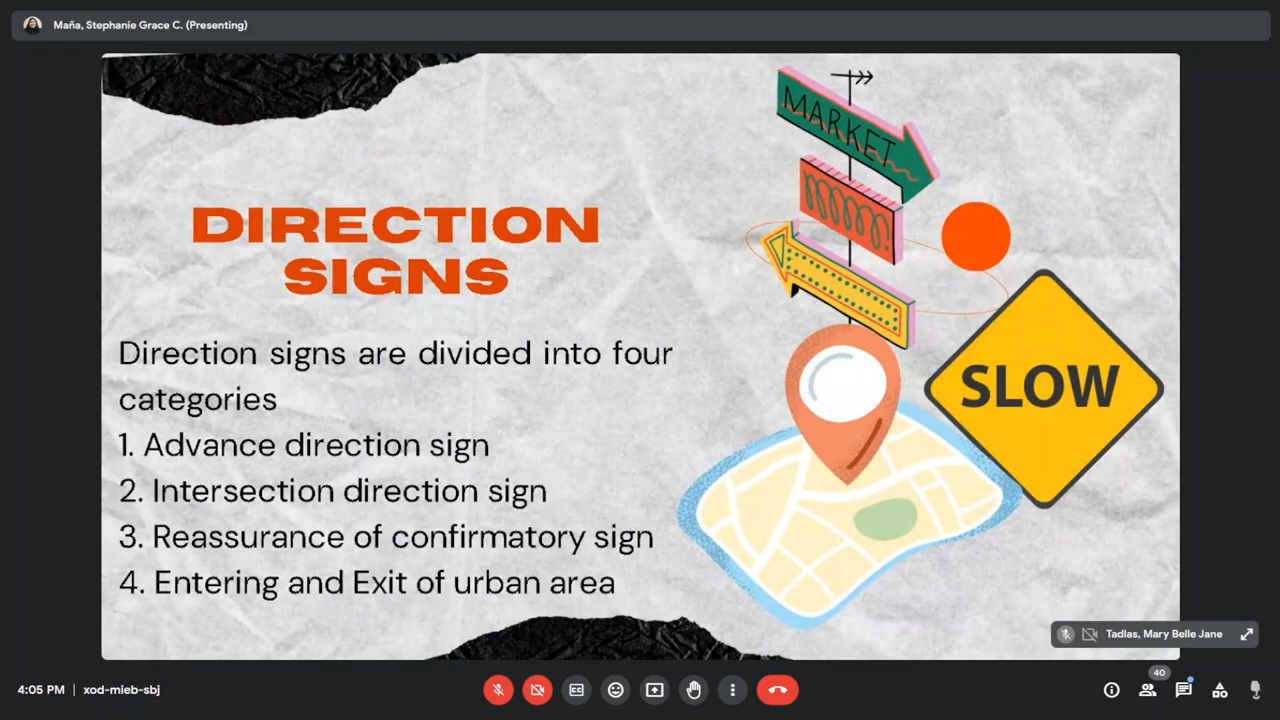 Maña, Stephanie Grace C. (Presenting)
MARKET
DIRECTION
SIGNS
SLOW
Direction signs are divided into four
categories
1. Advance direction sign
2. Intersection direction sign
3. Reassurance of confirmatory sign
4. Entering and Exit of urban area
Tadlas, Mary Belle Jane
40
4:05 PM | xod-mieb-sbj
CC